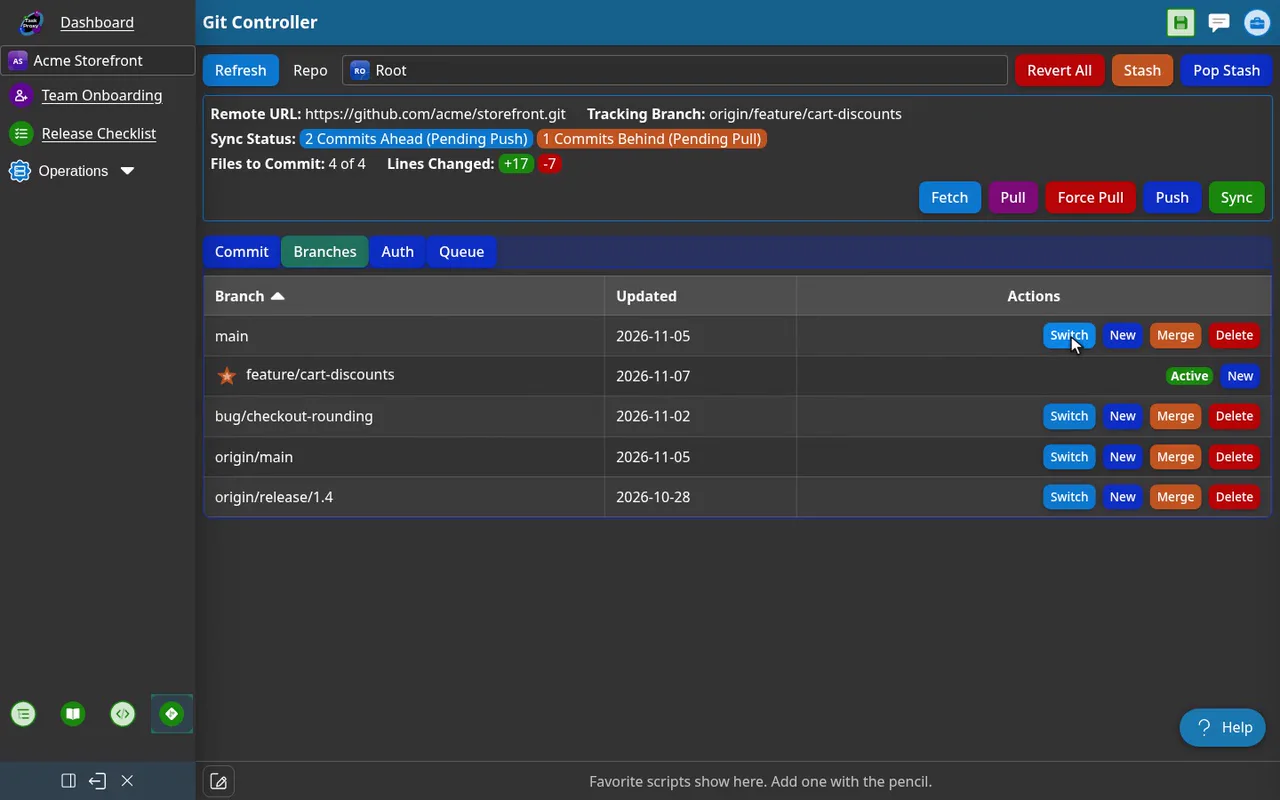 Dashboard
Git Controller
AS Acme Storefront
Team Onboarding
Release Checklist
Operations
Refresh Repo RO Root Revert All Stash Pop Stash
Remote URL: https://github.com/acme/storefront.git Tracking Branch: origin/feature/cart-discounts
Sync Status: 2 Commits Ahead (Pending Push) 1 Commits Behind (Pending Pull)
Files to Commit: 4 of 4 Lines Changed: +17 -7
Fetch Pull Force Pull Push Sync
Commit Branches Auth Queue
Branch Updated Actions
main 2026-11-05 Switch New Merge Delete
feature/cart-discounts 2026-11-07 Active New
bug/checkout-rounding 2026-11-02 Switch New Merge Delete
origin/main 2026-11-05 Switch New Merge Delete
origin/release/1.4 2026-10-28 Switch New Merge Delete
? Help
Favorite scripts show here. Add one with the pencil.